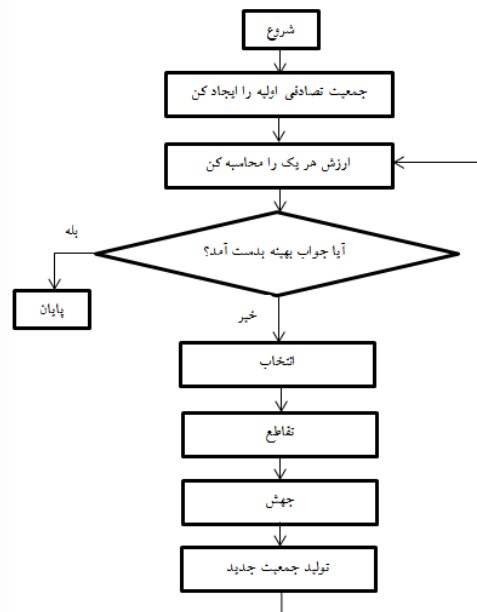 شروع
جمعیت تصادفی اولیه را ایجاد کن
ارزش هر یک را محاسبه کن
آیا جواب بهینه بدست آمد؟
بله
پایان
خیر
انتخاب
تقاطع
جهش
تولید جمعیت جدید